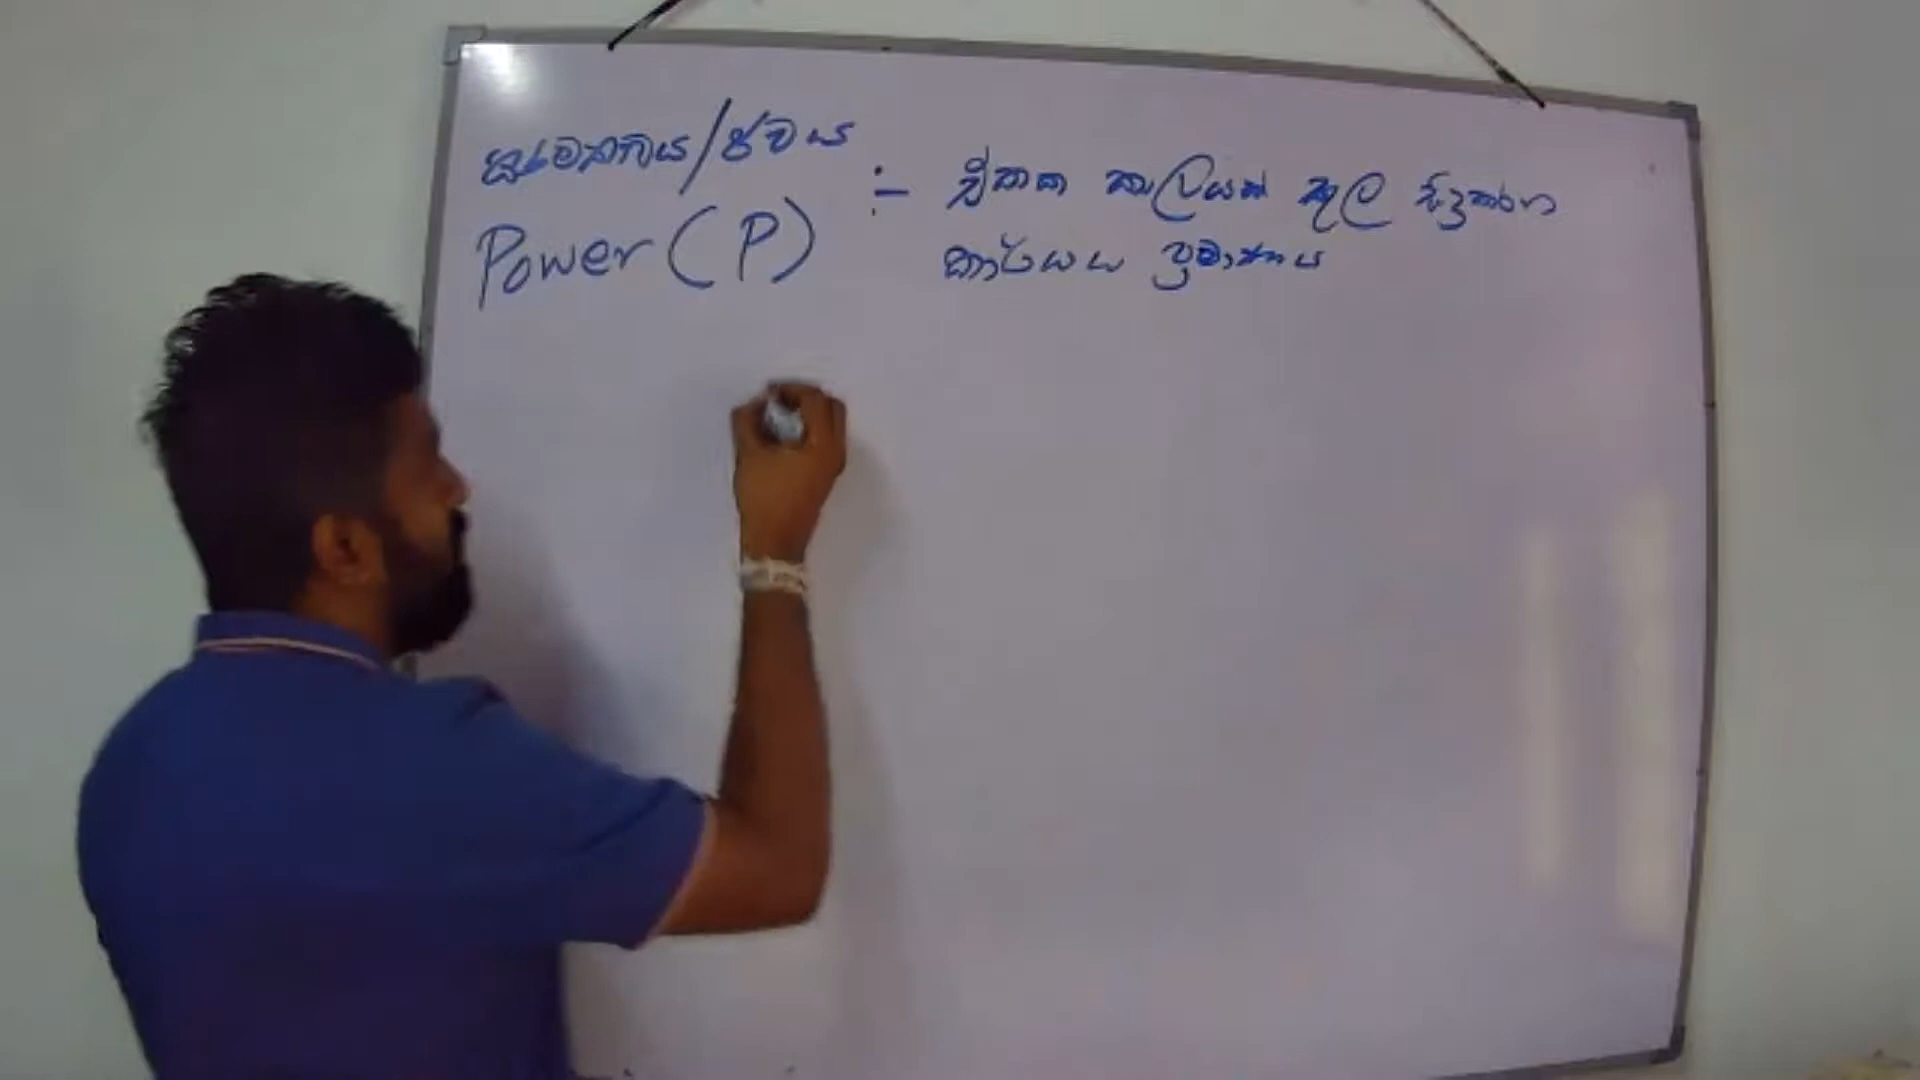 ක්‍ෂමතාවය/ජවය
Power (P) :- ඒකක කාලයක් තුල සිදුකරන
කාර්යය ප්‍රමාණය